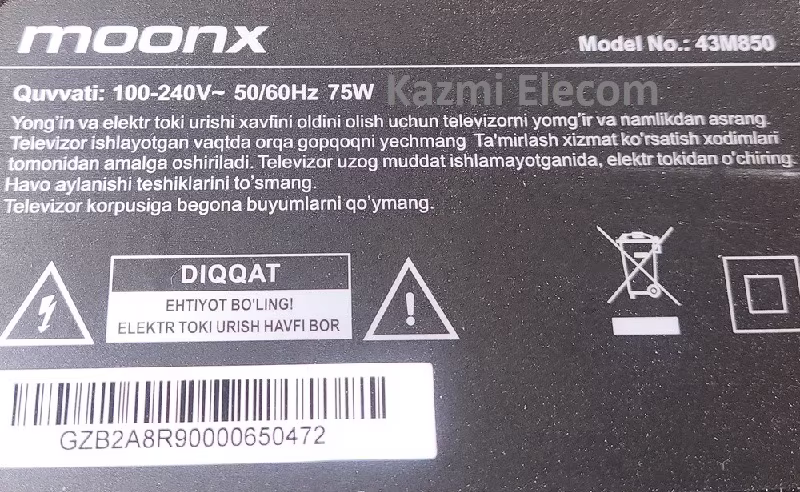 moonx
Model No.: 43M850
Quvvati: 100-240V~ 50/60Hz 75W
Kazmi Elecom
Yong'in va elektr toki urishi xavfini oldini olish uchun televizorni yomg'ir va namlikdan asrang.
Televizor ishlayotgan vaqtda orqa gopqoqni yechmang. Ta'mirlash xizmat ko'rsatish xodimlari
tomonidan amalga oshiriladi. Televizor uzog muddat ishlamayotganida, elektr tokidan o'chiring.
Havo aylanishi teshiklarini to'smang.
Televizor korpusiga begona buyumlarni qo'ymang.
DIQQAT
EHTIYOT BO'LING!
ELEKTR TOKI URISH HAVFI BOR
GZB2A8R90000650472